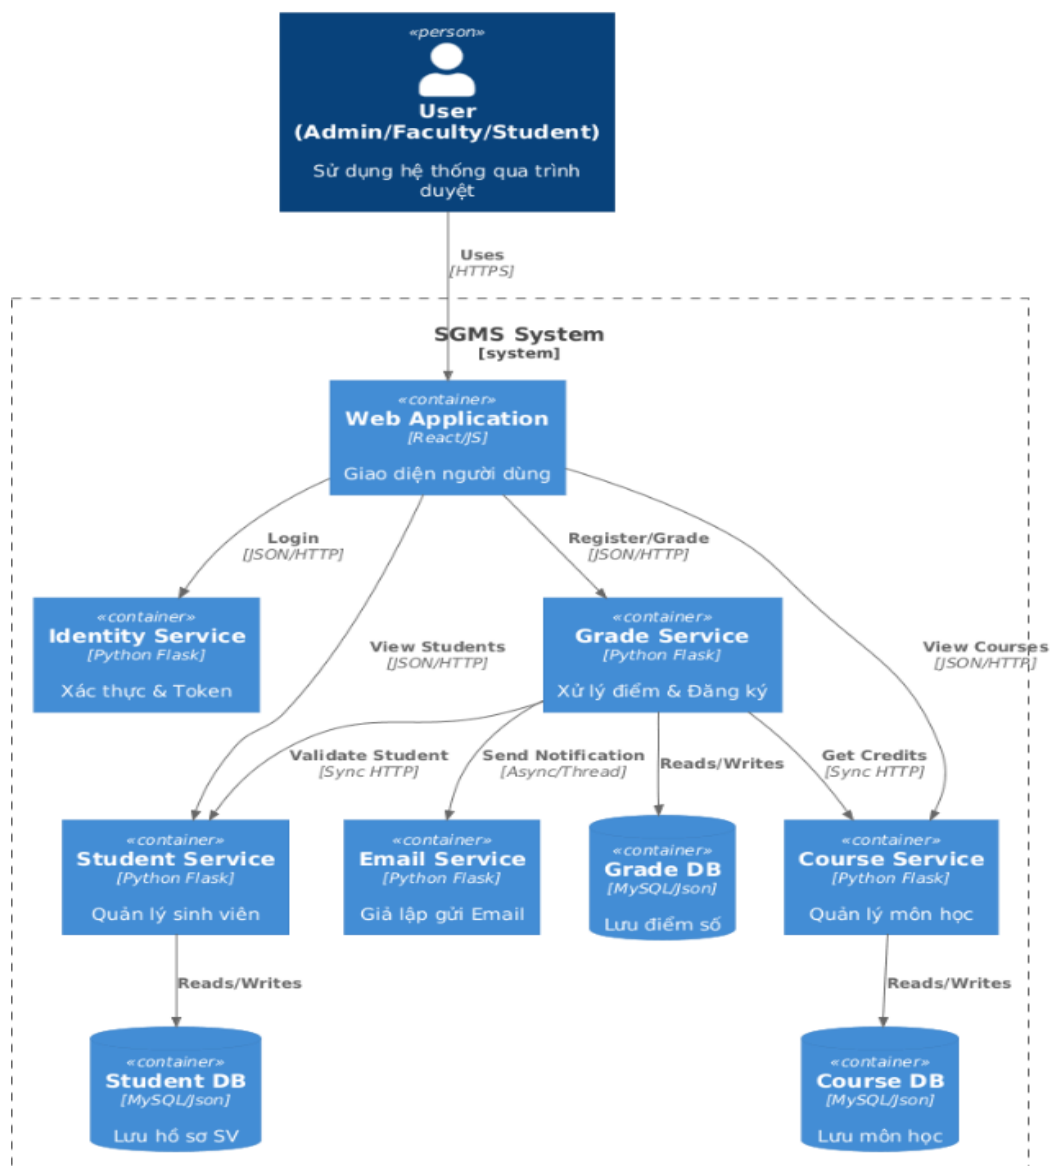 «person»
User
(Admin/Faculty/Student)
Sử dụng hệ thống qua trình
duyệt
Uses
[HTTPS]
SGMS System
[system]
«container»
Web Application
[React/JS]
Giao diện người dùng
Login
[JSON/HTTP]
Register/Grade
[JSON/HTTP]
«container»
Identity Service
[Python Flask]
Xác thực & Token
View Students
[JSON/HTTP]
«container»
Grade Service
[Python Flask]
Xử lý điểm & Đăng ký
View Courses
[JSON/HTTP]
Validate Student
[Sync HTTP]
Send Notification
[Async/Thread]
Reads/Writes
Get Credits
[Sync HTTP]
«container»
Student Service
[Python Flask]
Quản lý sinh viên
«container»
Email Service
[Python Flask]
Giả lập gửi Email
«container»
Grade DB
[MySQL/Json]
Lưu điểm số
«container»
Course Service
[Python Flask]
Quản lý môn học
Reads/Writes
Reads/Writes
«container»
Student DB
[MySQL/Json]
Lưu hồ sơ SV
«container»
Course DB
[MySQL/Json]
Lưu môn học